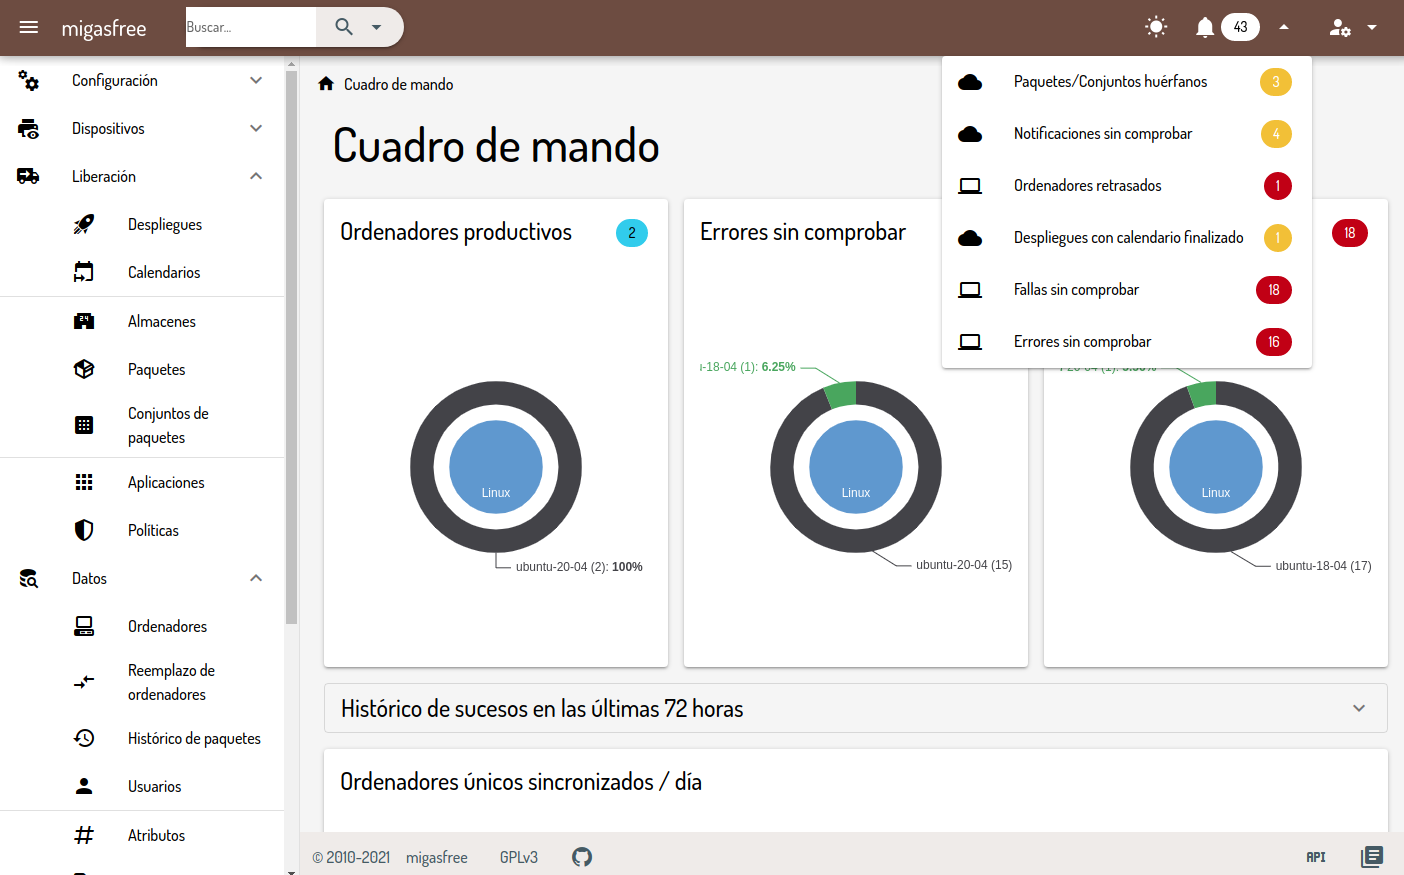 migasfree
Buscar...
43
Configuración
Dispositivos
Liberación
Despliegues
Calendarios
Almacenes
Paquetes
Conjuntos de
paquetes
Aplicaciones
Políticas
Datos
Ordenadores
Reemplazo de
ordenadores
Histórico de paquetes
Usuarios
Atributos
Cuadro de mando
Cuadro de mando
Paquetes/Conjuntos huérfanos 3
Notificaciones sin comprobar 4
Ordenadores retrasados 1
Despliegues con calendario finalizado 1
Fallas sin comprobar 18
Errores sin comprobar 16
Ordenadores productivos 2
Linux
ubuntu-20-04 (2): 100%
Errores sin comprobar
-18-04 (1): 6.25%
Linux
ubuntu-20-04 (15)
18
Linux
ubuntu-18-04 (17)
Histórico de sucesos en las últimas 72 horas
Ordenadores únicos sincronizados / día
© 2010-2021 migasfree GPLv3
API